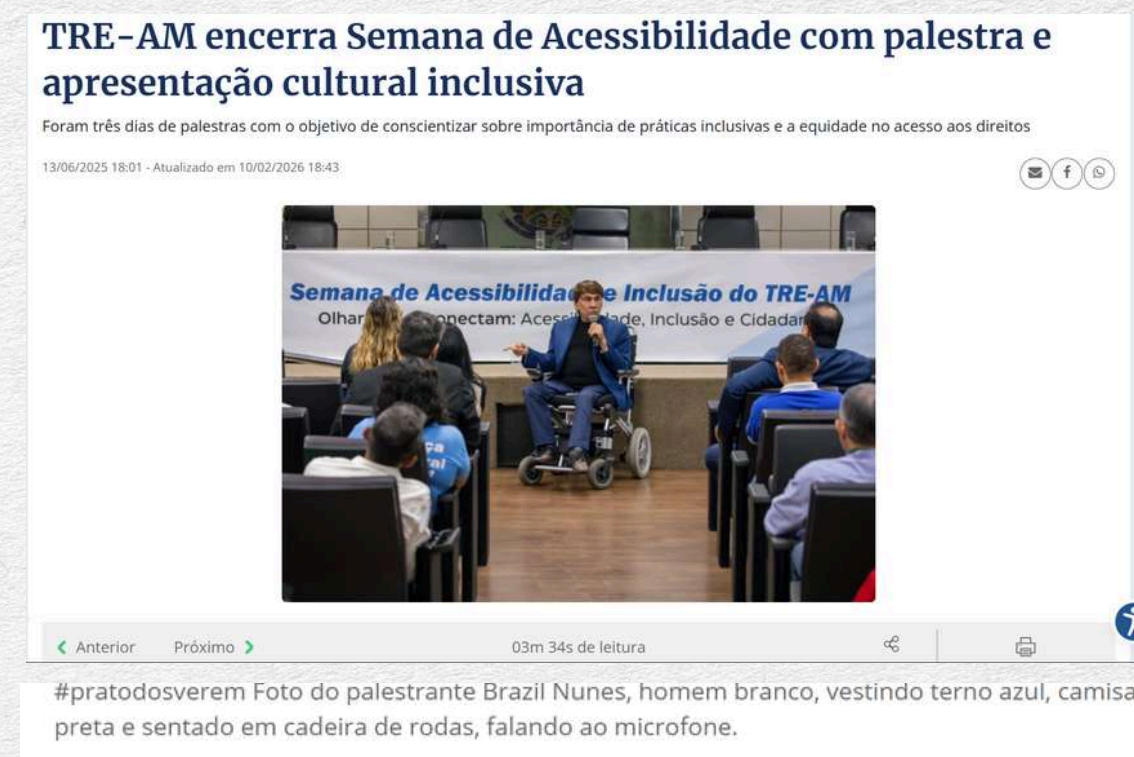 TRE-AM encerra Semana de Acessibilidade com palestra e
apresentação cultural inclusiva
Foram três dias de palestras com o objetivo de conscientizar sobre importância de práticas inclusivas e a equidade no acesso aos direitos
13/06/2025 18:01 - Atualizado em 10/02/2026 18:43
Semana de Acessibilidade e Inclusão do TRE-AM
Olhar onectam: Acessibilidade, Inclusão e Cidadan
Anterior Próximo 03m 34s de leitura
#pratodosverem Foto do palestrante Brazil Nunes, homem branco, vestindo terno azul, camisa
preta e sentado em cadeira de rodas, falando ao microfone.